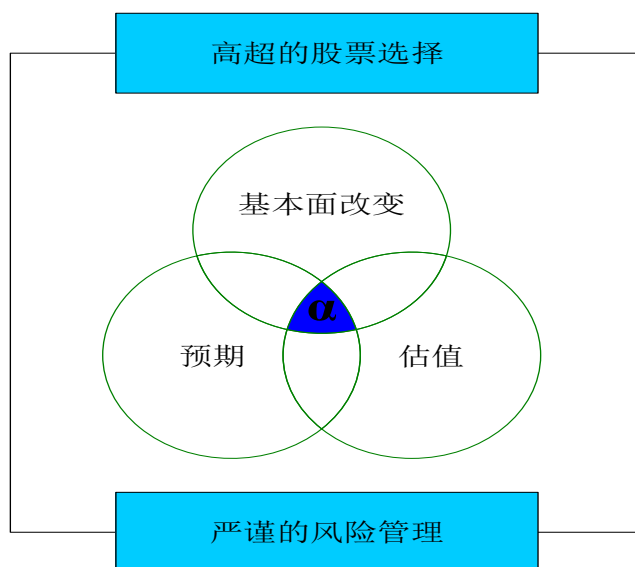 高超的股票选择
基本面改变
α
预期
估值
严谨的风险管理